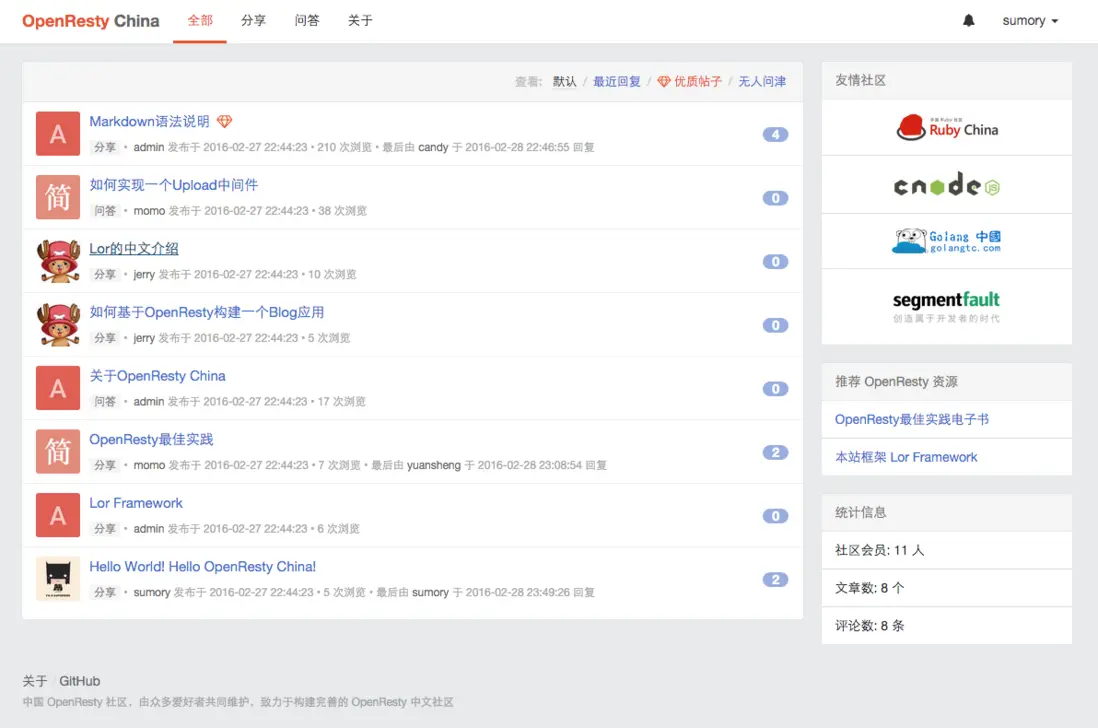 OpenResty China 全部 分享 问答 关于 sumory
查看: 默认 / 最近回复 / 优质帖子 / 无人问津
A Markdown语法说明 4
分享 • admin 发布于 2016-02-27 22:44:23 • 210 次浏览 • 最后由 candy 于 2016-02-28 22:46:55 回复
简 如何实现一个Upload中间件 0
问答 • momo 发布于 2016-02-27 22:44:23 • 38 次浏览
Lor的中文介绍 0
分享 • jerry 发布于 2016-02-27 22:44:23 • 10 次浏览
如何基于OpenResty构建一个Blog应用 0
分享 • jerry 发布于 2016-02-27 22:44:23 • 5 次浏览
A 关于OpenResty China 0
问答 • admin 发布于 2016-02-27 22:44:23 • 17 次浏览
简 OpenResty最佳实践 2
分享 • momo 发布于 2016-02-27 22:44:23 • 7 次浏览 • 最后由 yuansheng 于 2016-02-28 23:08:54 回复
A Lor Framework 0
分享 • admin 发布于 2016-02-27 22:44:23 • 6 次浏览
Hello World! Hello OpenResty China! 2
分享 • sumory 发布于 2016-02-27 22:44:23 • 5 次浏览 • 最后由 sumory 于 2016-02-28 23:49:26 回复
友情社区
Ruby China
cnode JS
Golang 中國
golangtc.com
segmentfault
创造属于开发者的时代
推荐 OpenResty 资源
OpenResty最佳实践电子书
本站框架 Lor Framework
统计信息
社区会员: 11 人
文章数: 8 个
评论数: 8 条
关于 / GitHub
中国 OpenResty 社区，由众多爱好者共同维护，致力于构建完善的 OpenResty 中文社区